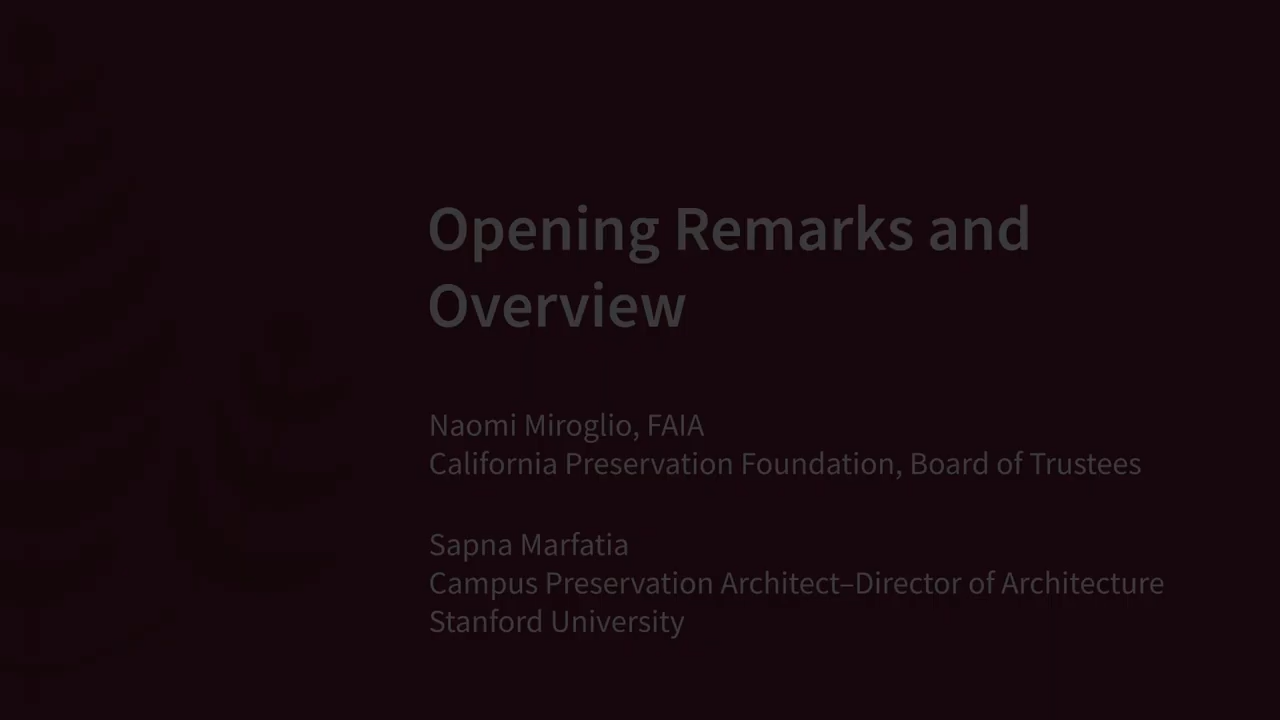 Opening Remarks and
Overview
Naomi Miroglio, FAIA
California Preservation Foundation, Board of Trustees
Sapna Marfatia
Campus Preservation Architect–Director of Architecture
Stanford University